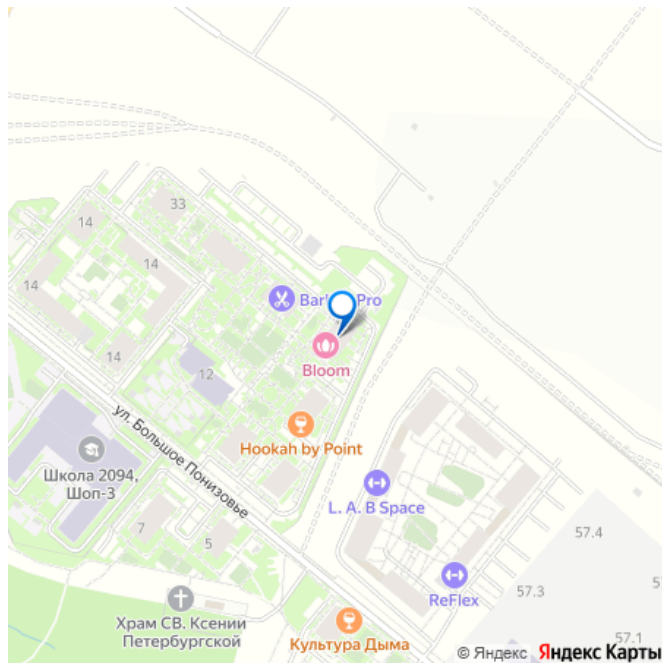 33
14
14
14
Barb Pro
Bloom
14
12
Hookah by Point
ул. Большое Понизовье
Школа 2094,
Шоп-3
L. A. B Space
7
5
57.4
57.3
57.1
ReFlex
Храм СВ. Ксении
Петербургской
Культура Дыма
© Яндекс Яндекс Карты